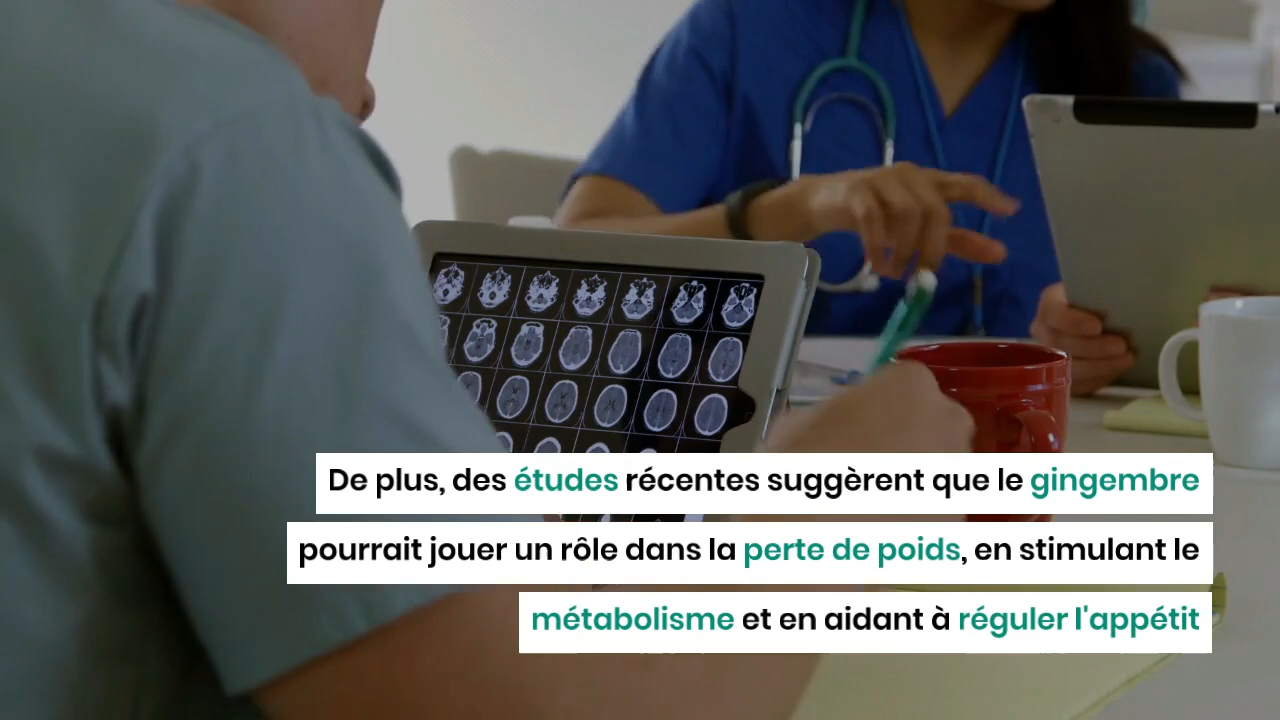 De plus, des études récentes suggèrent que le gingembre
pourrait jouer un rôle dans la perte de poids, en stimulant le
métabolisme et en aidant à réguler l'appétit